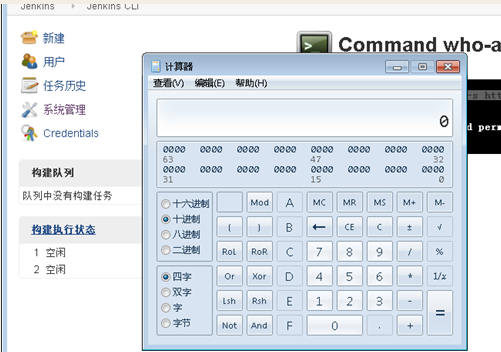 Jenkins ▸ Jenkins CLI
新建
用户
任务历史
系统管理
Credentials
构建队列
队列中没有构建任务
构建执行状态
1 空闲
2 空闲
Command who-a
d perm
计算器
查看(V) 编辑(E) 帮助(H)
0
0000 0000 0000 0000 0000 0000 0000 0000
63 47 32
0000 0000 0000 0000 0000 0000 0000 0000
31 15 0
十六进制
十进制
八进制
二进制
四字
双字
字
字节
Mod A MC MR MS M+ M-
( ) B ← CE C ± √
RoL RoR C 7 8 9 / %
Or Xor D 4 5 6 * 1/x
Lsh Rsh E 1 2 3 - =
Not And F 0 . +